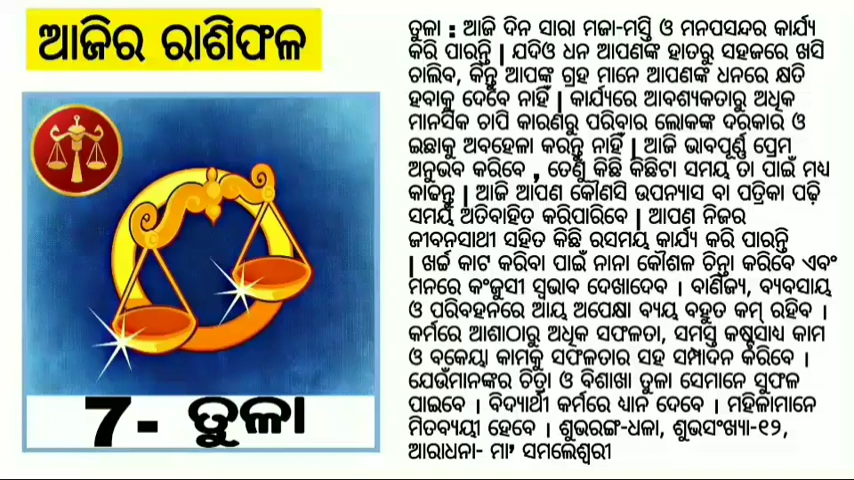 ଆଜିର ରାଶିଫଳ
7- ତୁଳା
ତୁଳା : ଆଜି ଦିନ ସାରା ମଜା-ମସ୍ତି ଓ ମନପସନ୍ଦର କାର୍ଯ୍ୟ
କରି ପାରନ୍ତି | ଯଦିଓ ଧନ ଆପଣଙ୍କ ହାତରୁ ସହଜରେ ଖସି
ଚାଲିବ, କିନ୍ତୁ ଆପଙ୍କ ଗ୍ରହ ମାନେ ଆପଣଙ୍କ ଧନରେ କ୍ଷତି
ହବାକୁ ଦେବେ ନାହିଁ | କାର୍ଯ୍ୟରେ ଆବଶ୍ୟକତାରୁ ଅଧିକ
ମାନସିକ ଚାପି କାରଣରୁ ପରିବାର ଲୋକଙ୍କ ଦରକାର ଓ
ଇଛାକୁ ଅବହେଳା କରନ୍ତୁ ନାହିଁ | ଆଜି ଭାବପୂର୍ଣ୍ଣ ପ୍ରେମ
ଅନୁଭବ କରିବେ , ତେଣୁ କିଛି କିଛିଟା ସମୟ ତା ପାଇଁ ମଧ୍ୟ
କାଢନ୍ତୁ | ଆଜି ଆପଣ କୌଣସି ଉପନ୍ୟାସ ବା ପତ୍ରିକା ପଢ଼ି
ସମୟ ଅତିବାହିତ କରିପାରିବେ | ଆପଣ ନିଜର
ଜୀବନସାଥୀ ସହିତ କିଛି ରସମୟ କାର୍ଯ୍ୟ କରି ପାରନ୍ତି
| ଖର୍ଚ୍ଚ କାଟ କରିବା ପାଇଁ ନାନା କୌଶଳ ଚିନ୍ତା କରିବେ ଏବଂ
ମନରେ କଂଜୁସୀ ସ୍ୱଭାବ ଦେଖାଦେବ । ବାଣିଜ୍ୟ, ବ୍ୟବସାୟ
ଓ ପରିବହନରେ ଆୟ ଅପେକ୍ଷା ବ୍ୟୟ ବହୁତ କମ୍ ରହିବ ।
କର୍ମରେ ଆଶାଠାରୁ ଅଧିକ ସଫଳତା, ସମସ୍ତ କଷ୍ଟସାଧ୍ୟ କାମ
ଓ ବକେୟା କାମକୁ ସଫଳତାର ସହ ସମ୍ପାଦନ କରିବେ ।
ଯେଉଁମାନଙ୍କର ଚିତ୍ରା ଓ ବିଶାଖା ତୁଳା ସେମାନେ ସୁଫଳ
ପାଇବେ । ବିଦ୍ୟାର୍ଥୀ କର୍ମରେ ଧ୍ୟାନ ଦେବେ । ମହିଳାମାନେ
ମିତବ୍ୟୟୀ ହେବେ । ଶୁଭରଙ୍ଗ-ଧଳା, ଶୁଭସଂଖ୍ୟା-୧୨,
ଆରାଧନା- ମା' ସମଲେଶ୍ୱରୀ